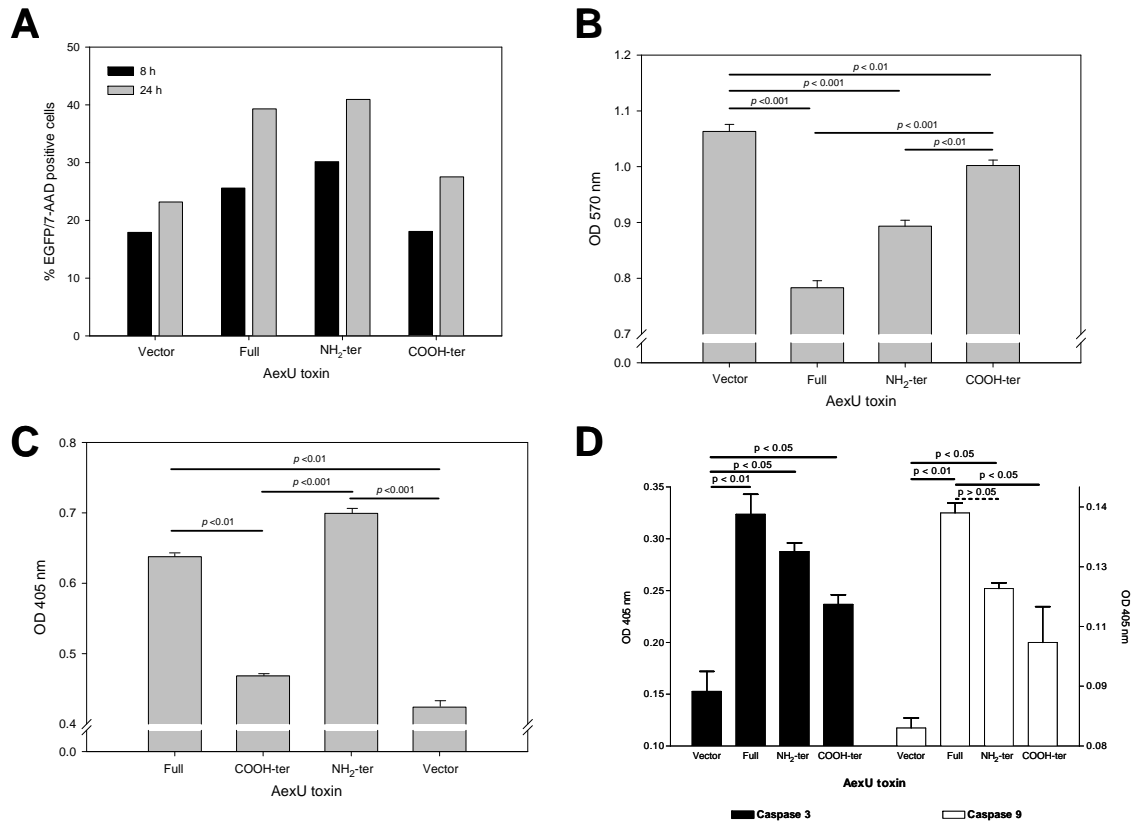 A
50
40
30
20
10
0
% EGFP/7-AAD positive cells
8 h
24 h
Vector
Full
NH2-ter
COOH-ter
AexU toxin
B
1.2
1.1
1.0
0.9
0.8
0.7
0.0
OD 570 nm
p < 0.01
p < 0.001
p <0.001
p < 0.001
p <0.01
Vector
Full
NH2-ter
COOH-ter
AexU toxin
C
0.8
0.7
0.6
0.5
0.4
0.0
OD 405 nm
p <0.01
p <0.001
p <0.001
p <0.01
Full
COOH-ter
NH2-ter
Vector
AexU toxin
D
p < 0.05
p < 0.05
p < 0.01
p < 0.05
p < 0.01
p < 0.05
p > 0.05
0.35
0.30
0.25
0.20
0.15
0.10
OD 405 nm
0.14
0.13
0.11
0.09
0.08
OD 405 nm
Vector
Full
NH2-ter
COOH-ter
Vector
Full
NH2-ter
COOH-ter
AexU toxin
Caspase 3
Caspase 9